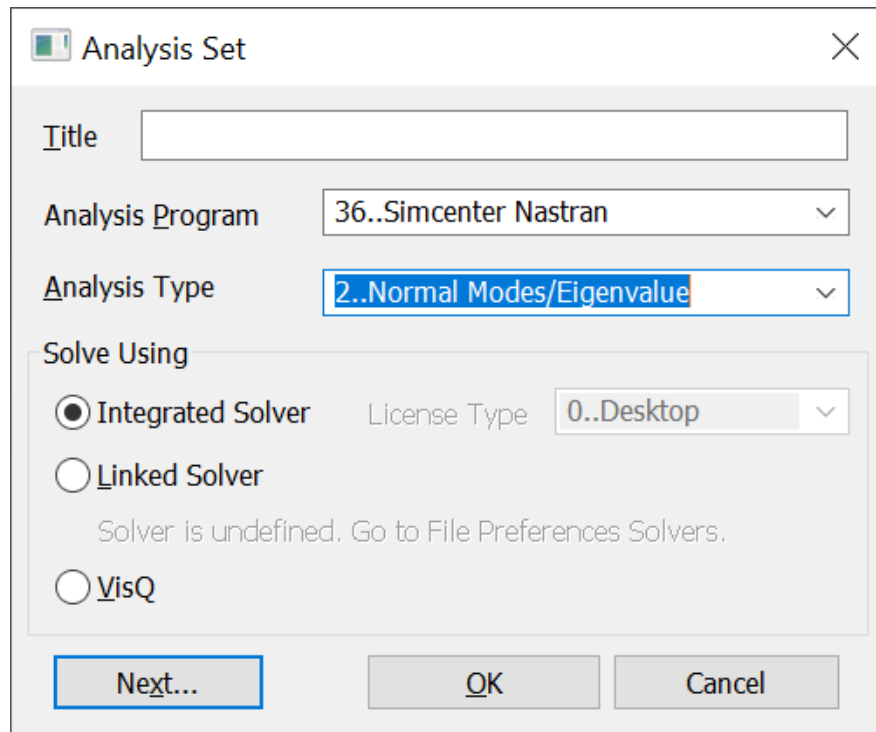 Analysis Set
Title
Analysis Program 36..Simcenter Nastran
Analysis Type 2..Normal Modes/Eigenvalue
Solve Using
Integrated Solver License Type 0..Desktop
Linked Solver
Solver is undefined. Go to File Preferences Solvers.
VisQ
Next... OK Cancel